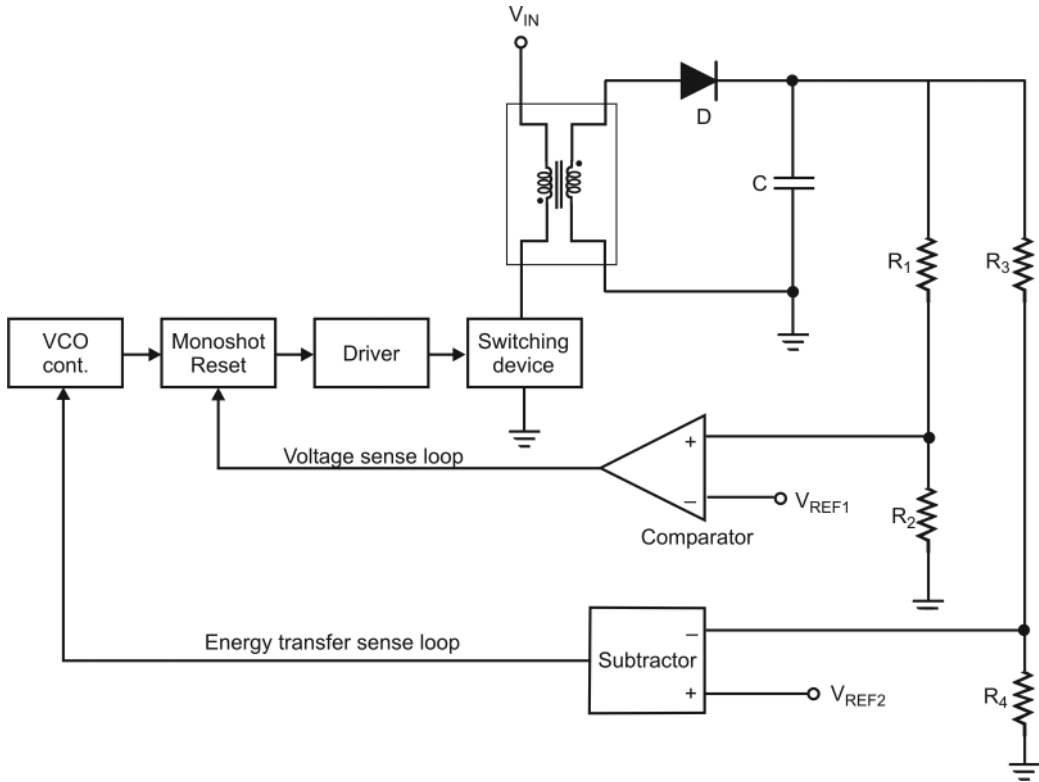 V_IN
D
C
R1
R3
VCO
cont.
Monoshot
Reset
Driver
Switching
device
Voltage sense loop
+
–
V_REF1
Comparator
R2
Energy transfer sense loop
Subtractor
–
+
V_REF2
R4